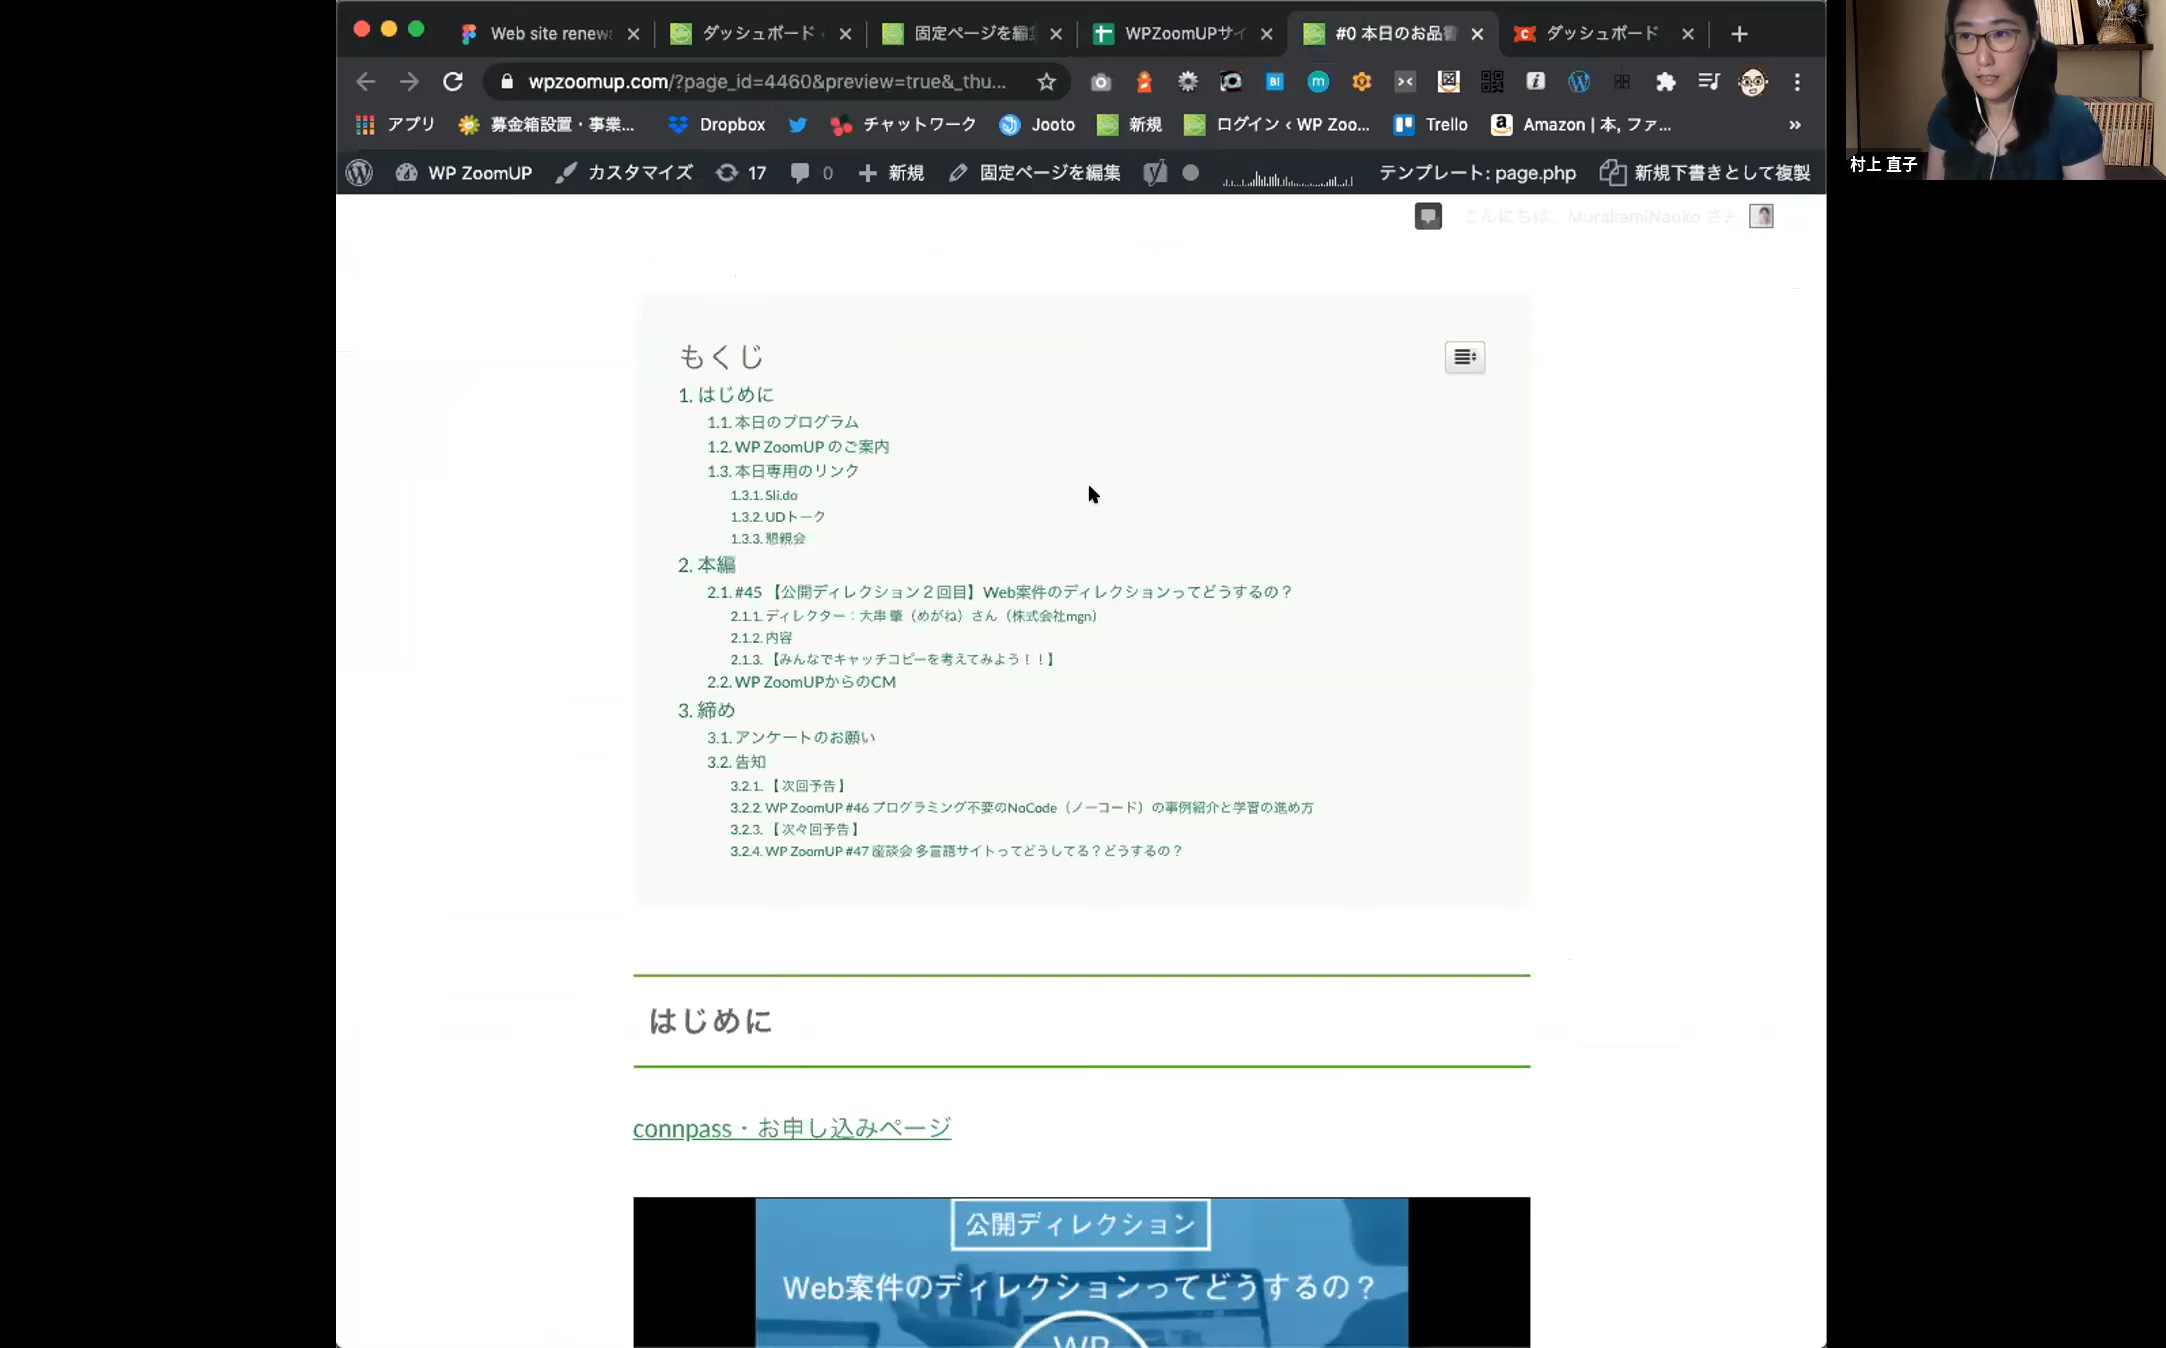 Web site renew
ダッシュボード
固定ページを編
WPZoomUPサイ
#0 本日のお品書
ダッシュボード
wpzoomup.com/?page_id=4460&preview=true&_thu...
アプリ 募金箱設置・事業... Dropbox チャットワーク Jooto 新規 ログイン ‹ WP Zoo... Trello Amazon | 本, ファ... »
WP ZoomUP カスタマイズ 17 0 新規 固定ページを編集 テンプレート: page.php 新規下書きとして複製
村上 直子
こんにちは、MurakamiNaoko さん
もくじ
1. はじめに
1.1. 本日のプログラム
1.2. WP ZoomUP のご案内
1.3. 本日専用のリンク
1.3.1. Sli.do
1.3.2. UDトーク
1.3.3. 懇親会
2. 本編
2.1. #45 【公開ディレクション２回目】Web案件のディレクションってどうするの？
2.1.1. ディレクター：大串 肇（めがね）さん（株式会社mgn）
2.1.2. 内容
2.1.3. 【みんなでキャッチコピーを考えてみよう！！】
2.2. WP ZoomUPからのCM
3. 締め
3.1. アンケートのお願い
3.2. 告知
3.2.1. 【 次回予告 】
3.2.2. WP ZoomUP #46 プログラミング不要のNoCode（ノーコード）の事例紹介と学習の進め方
3.2.3. 【 次々回予告 】
3.2.4. WP ZoomUP #47 座談会 多言語サイトってどうしてる？どうするの？
はじめに
connpass・お申し込みページ
公開ディレクション
Web案件のディレクションってどうするの？
WP